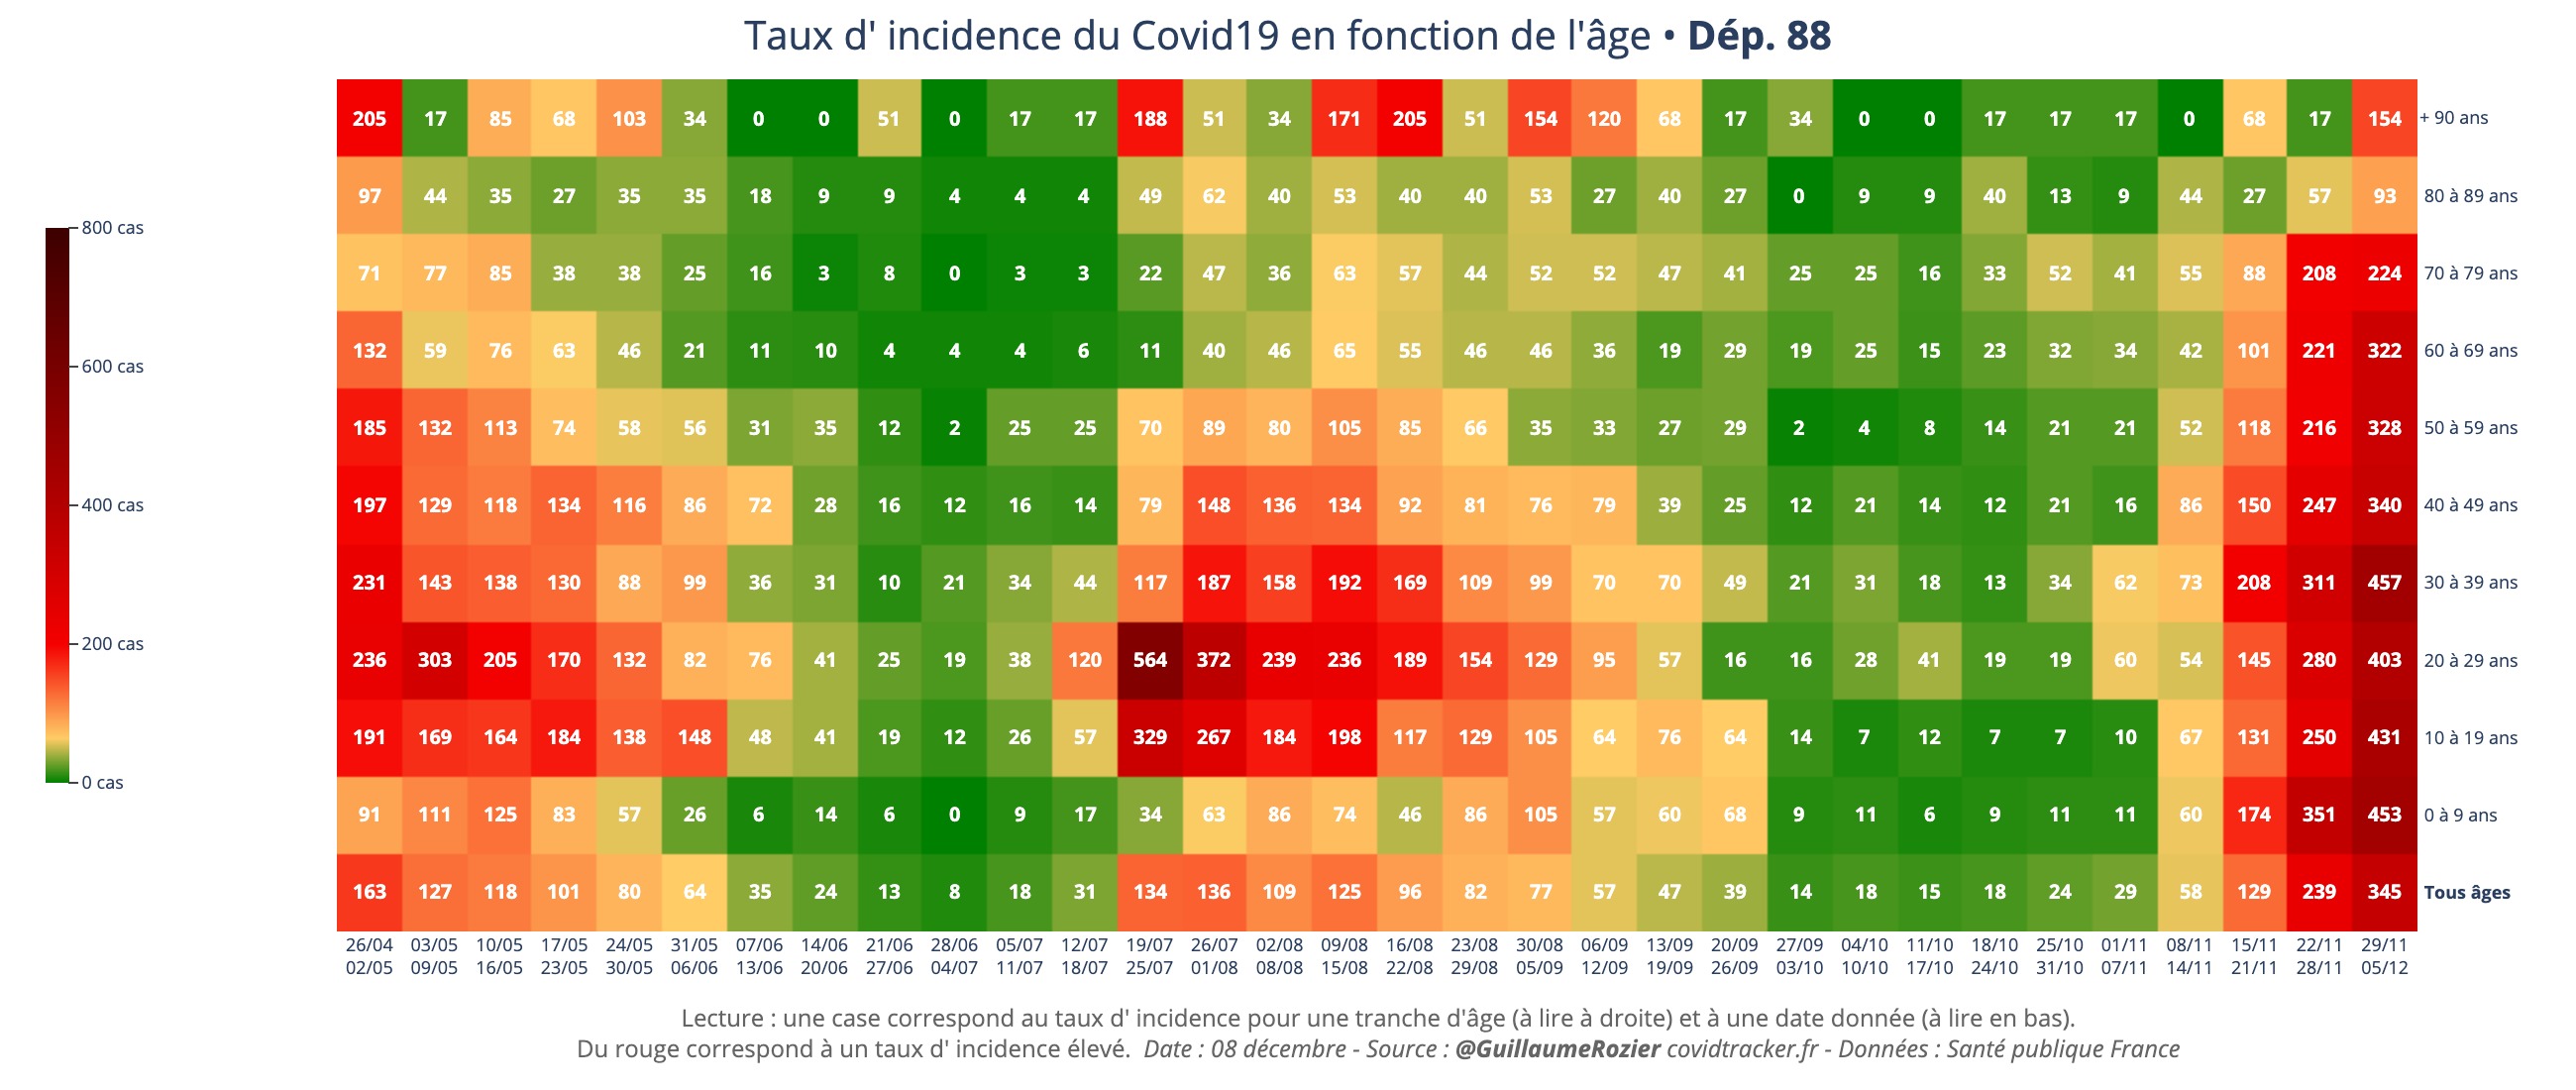 Taux d' incidence du Covid19 en fonction de l'âge • Dép. 88
205 17 85 68 103 34 0 0 51 0 17 17 188 51 34 171 205 51 154 120 68 17 34 0 0 17 17 17 0 68 17 154 + 90 ans
97 44 35 27 35 35 18 9 9 4 4 4 49 62 40 53 40 40 53 27 40 27 0 9 9 40 13 9 44 27 57 93 80 à 89 ans
800 cas
71 77 85 38 38 25 16 3 8 0 3 3 22 47 36 63 57 44 52 52 47 41 25 25 16 33 52 41 55 88 208 224 70 à 79 ans
132 59 76 63 46 21 11 10 4 4 4 6 11 40 46 65 55 46 46 36 19 29 19 25 15 23 32 34 42 101 221 322 60 à 69 ans
600 cas
185 132 113 74 58 56 31 35 12 2 25 25 70 89 80 105 85 66 35 33 27 29 2 4 8 14 21 21 52 118 216 328 50 à 59 ans
400 cas
197 129 118 134 116 86 72 28 16 12 16 14 79 148 136 134 92 81 76 79 39 25 12 21 14 12 21 16 86 150 247 340 40 à 49 ans
231 143 138 130 88 99 36 31 10 21 34 44 117 187 158 192 169 109 99 70 70 49 21 31 18 13 34 62 73 208 311 457 30 à 39 ans
200 cas
236 303 205 170 132 82 76 41 25 19 38 120 564 372 239 236 189 154 129 95 57 16 16 28 41 19 19 60 54 145 280 403 20 à 29 ans
191 169 164 184 138 148 48 41 19 12 26 57 329 267 184 198 117 129 105 64 76 64 14 7 12 7 7 10 67 131 250 431 10 à 19 ans
0 cas
91 111 125 83 57 26 6 14 6 0 9 17 34 63 86 74 46 86 105 57 60 68 9 11 6 9 11 11 60 174 351 453 0 à 9 ans
163 127 118 101 80 64 35 24 13 8 18 31 134 136 109 125 96 82 77 57 47 39 14 18 15 18 24 29 58 129 239 345 Tous âges
26/04 03/05 10/05 17/05 24/05 31/05 07/06 14/06 21/06 28/06 05/07 12/07 19/07 26/07 02/08 09/08 16/08 23/08 30/08 06/09 13/09 20/09 27/09 04/10 11/10 18/10 25/10 01/11 08/11 15/11 22/11 29/11
02/05 09/05 16/05 23/05 30/05 06/06 13/06 20/06 27/06 04/07 11/07 18/07 25/07 01/08 08/08 15/08 22/08 29/08 05/09 12/09 19/09 26/09 03/10 10/10 17/10 24/10 31/10 07/11 14/11 21/11 28/11 05/12
Lecture : une case correspond au taux d' incidence pour une tranche d'âge (à lire à droite) et à une date donnée (à lire en bas).
Du rouge correspond à un taux d' incidence élevé. Date : 08 décembre - Source : @GuillaumeRozier covidtracker.fr - Données : Santé publique France